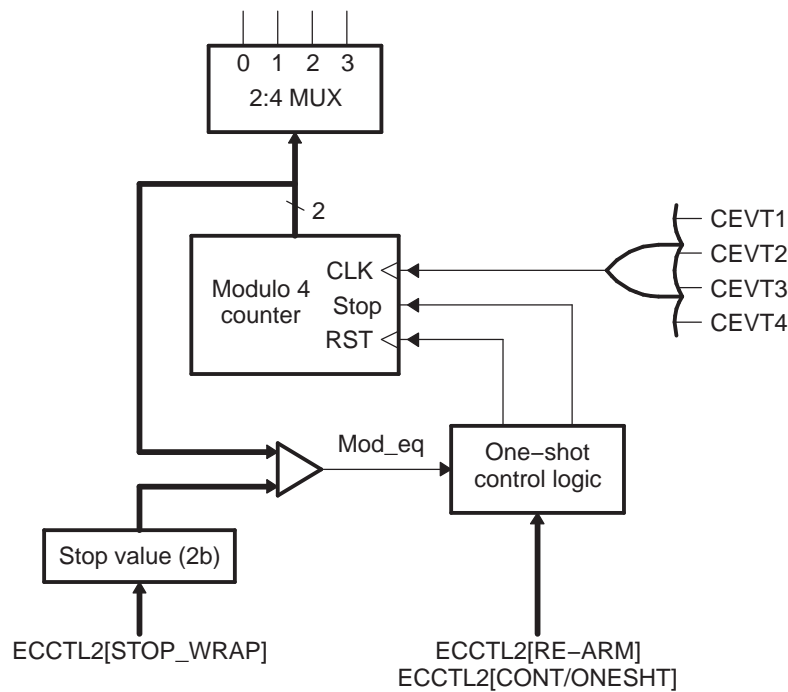 0 1 2 3
2:4 MUX
2
CEVT1
CEVT2
CEVT3
CEVT4
Modulo 4
counter
CLK
Stop
RST
Mod_eq
One−shot
control logic
Stop value (2b)
ECCTL2[STOP_WRAP]
ECCTL2[RE−ARM]
ECCTL2[CONT/ONESHT]